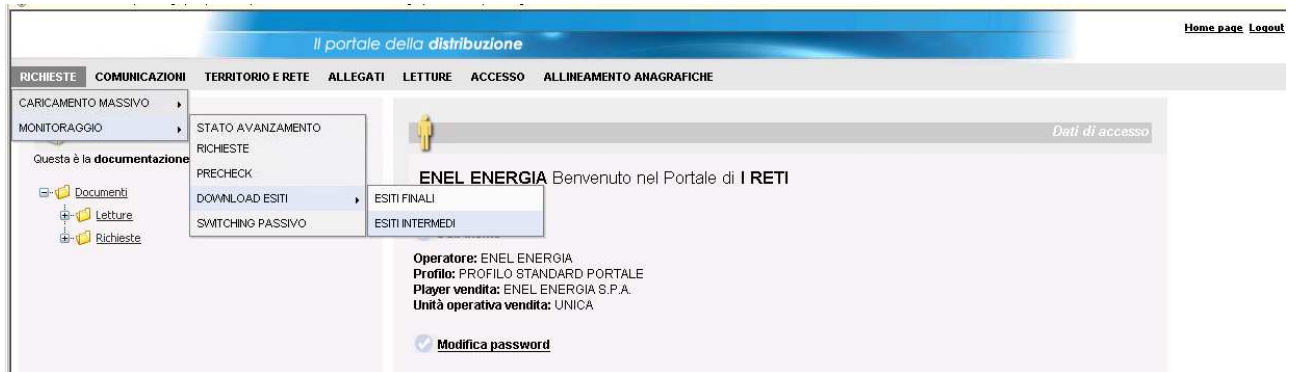 Home page Logout
Il portale della distribuzione
RICHIESTE COMUNICAZIONI TERRITORIO E RETE ALLEGATI LETTURE ACCESSO ALLINEAMENTO ANAGRAFICHE
CARICAMENTO MASSIVO
MONITORAGGIO
STATO AVANZAMENTO
RICHIESTE
PRECHECK
DOWNLOAD ESITI
SWITCHING PASSIVO
ESITI FINALI
ESITI INTERMEDI
Questa è la documentazione
Documenti
Letture
Richieste
Dati di accesso
ENEL ENERGIA Benvenuto nel Portale di I RETI
Operatore: ENEL ENERGIA
Profilo: PROFILO STANDARD PORTALE
Player vendita: ENEL ENERGIA S.P.A.
Unità operativa vendita: UNICA
Modifica password